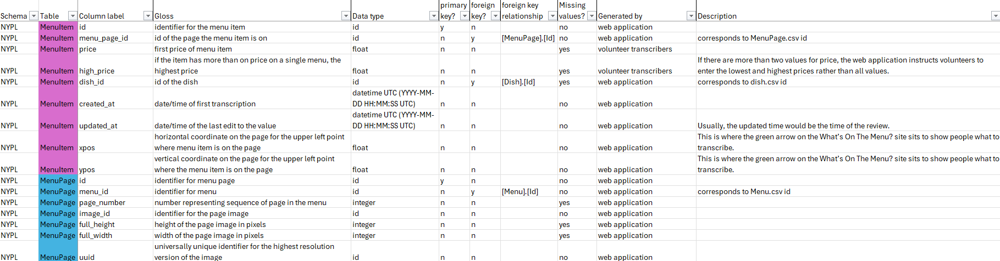 primary foreign foreign key Missing
Schema Table Column label Gloss Data type key? key? relationship values? Generated by Description
NYPL MenuItem id identifier for the menu item id y n no web application
NYPL MenuItem menu_page_id id of the page the menu item is on id n y [MenuPage].[Id] no web application corresponds to MenuPage.csv id
NYPL MenuItem price first price of menu item float n n yes volunteer transcribers
if the item has more than on price on a single menu, the If there are more than two values for price, the web application instructs volunteers to
NYPL MenuItem high_price highest price float n n yes volunteer transcribers enter the lowest and highest prices rather than all values.
NYPL MenuItem dish_id id of the dish id n y [Dish].[Id] yes web application corresponds to dish.csv id
datetime UTC (YYYY-MM-
NYPL MenuItem created_at date/time of first transcription DD HH:MM:SS UTC) n n no web application
datetime UTC (YYYY-MM-
NYPL MenuItem updated_at date/time of the last edit to the value DD HH:MM:SS UTC) n n no web application Usually, the updated time would be the time of the review.
horizontal coordinate on the page for the upper left point This is where the green arrow on the What's On The Menu? site sits to show people what to
NYPL MenuItem xpos where menu item is on the page float n n no web application transcribe.
vertical coordinate on the page for the upper left point This is where the green arrow on the What's On The Menu? site sits to show people what to
NYPL MenuItem ypos where the menu item is on the page float n n no web application transcribe.
NYPL MenuPage id identifier for menu page id y n no web application
NYPL MenuPage menu_id identifier for menu id n y [Menu].[Id] no web application corresponds to Menu.csv id
NYPL MenuPage page_number number representing sequence of page in the menu integer n n yes web application
NYPL MenuPage image_id identifier for the page image id n n no web application
NYPL MenuPage full_height height of the page image in pixels integer n n yes web application
NYPL MenuPage full_width width of the page image in pixels integer n n yes web application
universally unique identifier for the highest resolution
NYPL MenuPage uuid version of the image id n n no web application